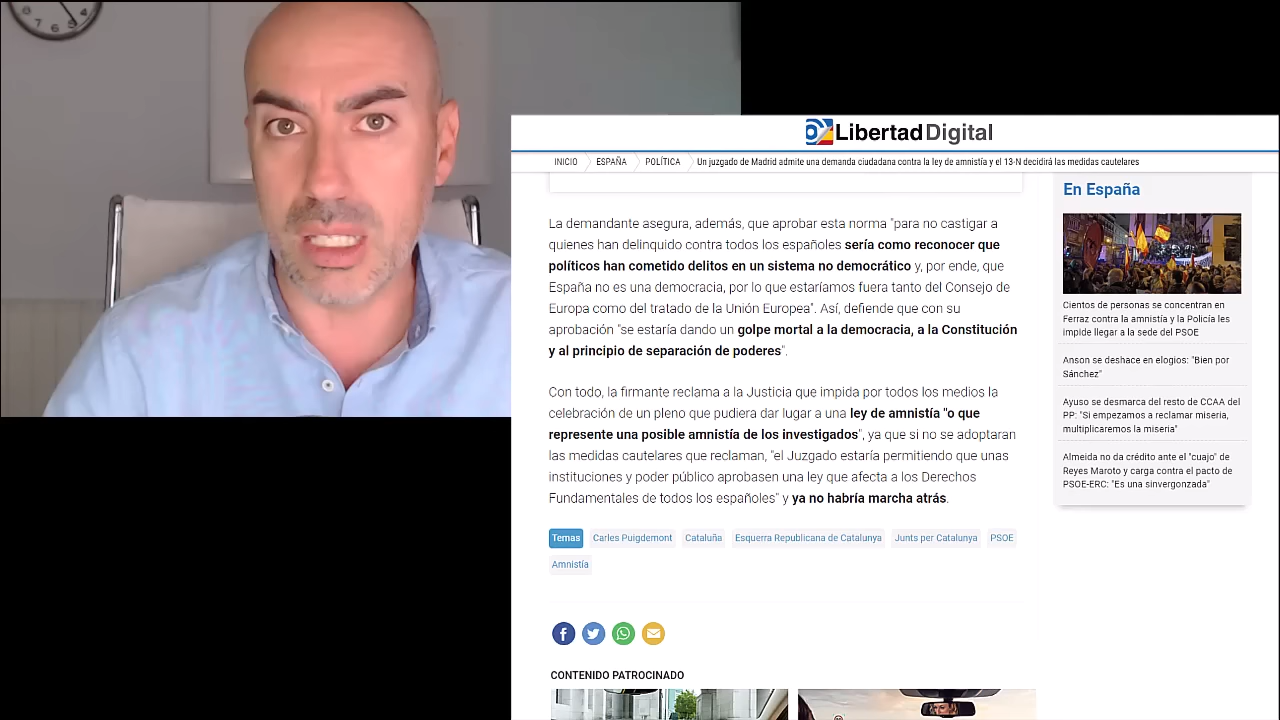 8 7 6 5 4
Libertad Digital
INICIO ESPAÑA POLÍTICA Un juzgado de Madrid admite una demanda ciudadana contra la ley de amnistía y el 13-N decidirá las medidas cautelares
La demandante asegura, además, que aprobar esta norma "para no castigar a
quienes han delinquido contra todos los españoles sería como reconocer que
políticos han cometido delitos en un sistema no democrático y, por ende, que
España no es una democracia, por lo que estaríamos fuera tanto del Consejo de
Europa como del tratado de la Unión Europea". Así, defiende que con su
aprobación "se estaría dando un golpe mortal a la democracia, a la Constitución
y al principio de separación de poderes".
Con todo, la firmante reclama a la Justicia que impida por todos los medios la
celebración de un pleno que pudiera dar lugar a una ley de amnistía "o que
represente una posible amnistía de los investigados", ya que si no se adoptaran
las medidas cautelares que reclaman, "el Juzgado estaría permitiendo que unas
instituciones y poder público aprobasen una ley que afecta a los Derechos
Fundamentales de todos los españoles" y ya no habría marcha atrás.
Temas Carles Puigdemont Cataluña Esquerra Republicana de Catalunya Junts per Catalunya PSOE
Amnistía
CONTENIDO PATROCINADO
En España
Cientos de personas se concentran en
Ferraz contra la amnistía y la Policía les
impide llegar a la sede del PSOE
Anson se deshace en elogios: "Bien por
Sánchez"
Ayuso se desmarca del resto de CCAA del
PP: "Si empezamos a reclamar miseria,
multiplicaremos la miseria"
Almeida no da crédito ante el "cuajo" de
Reyes Maroto y carga contra el pacto de
PSOE-ERC: "Es una sinvergonzada"